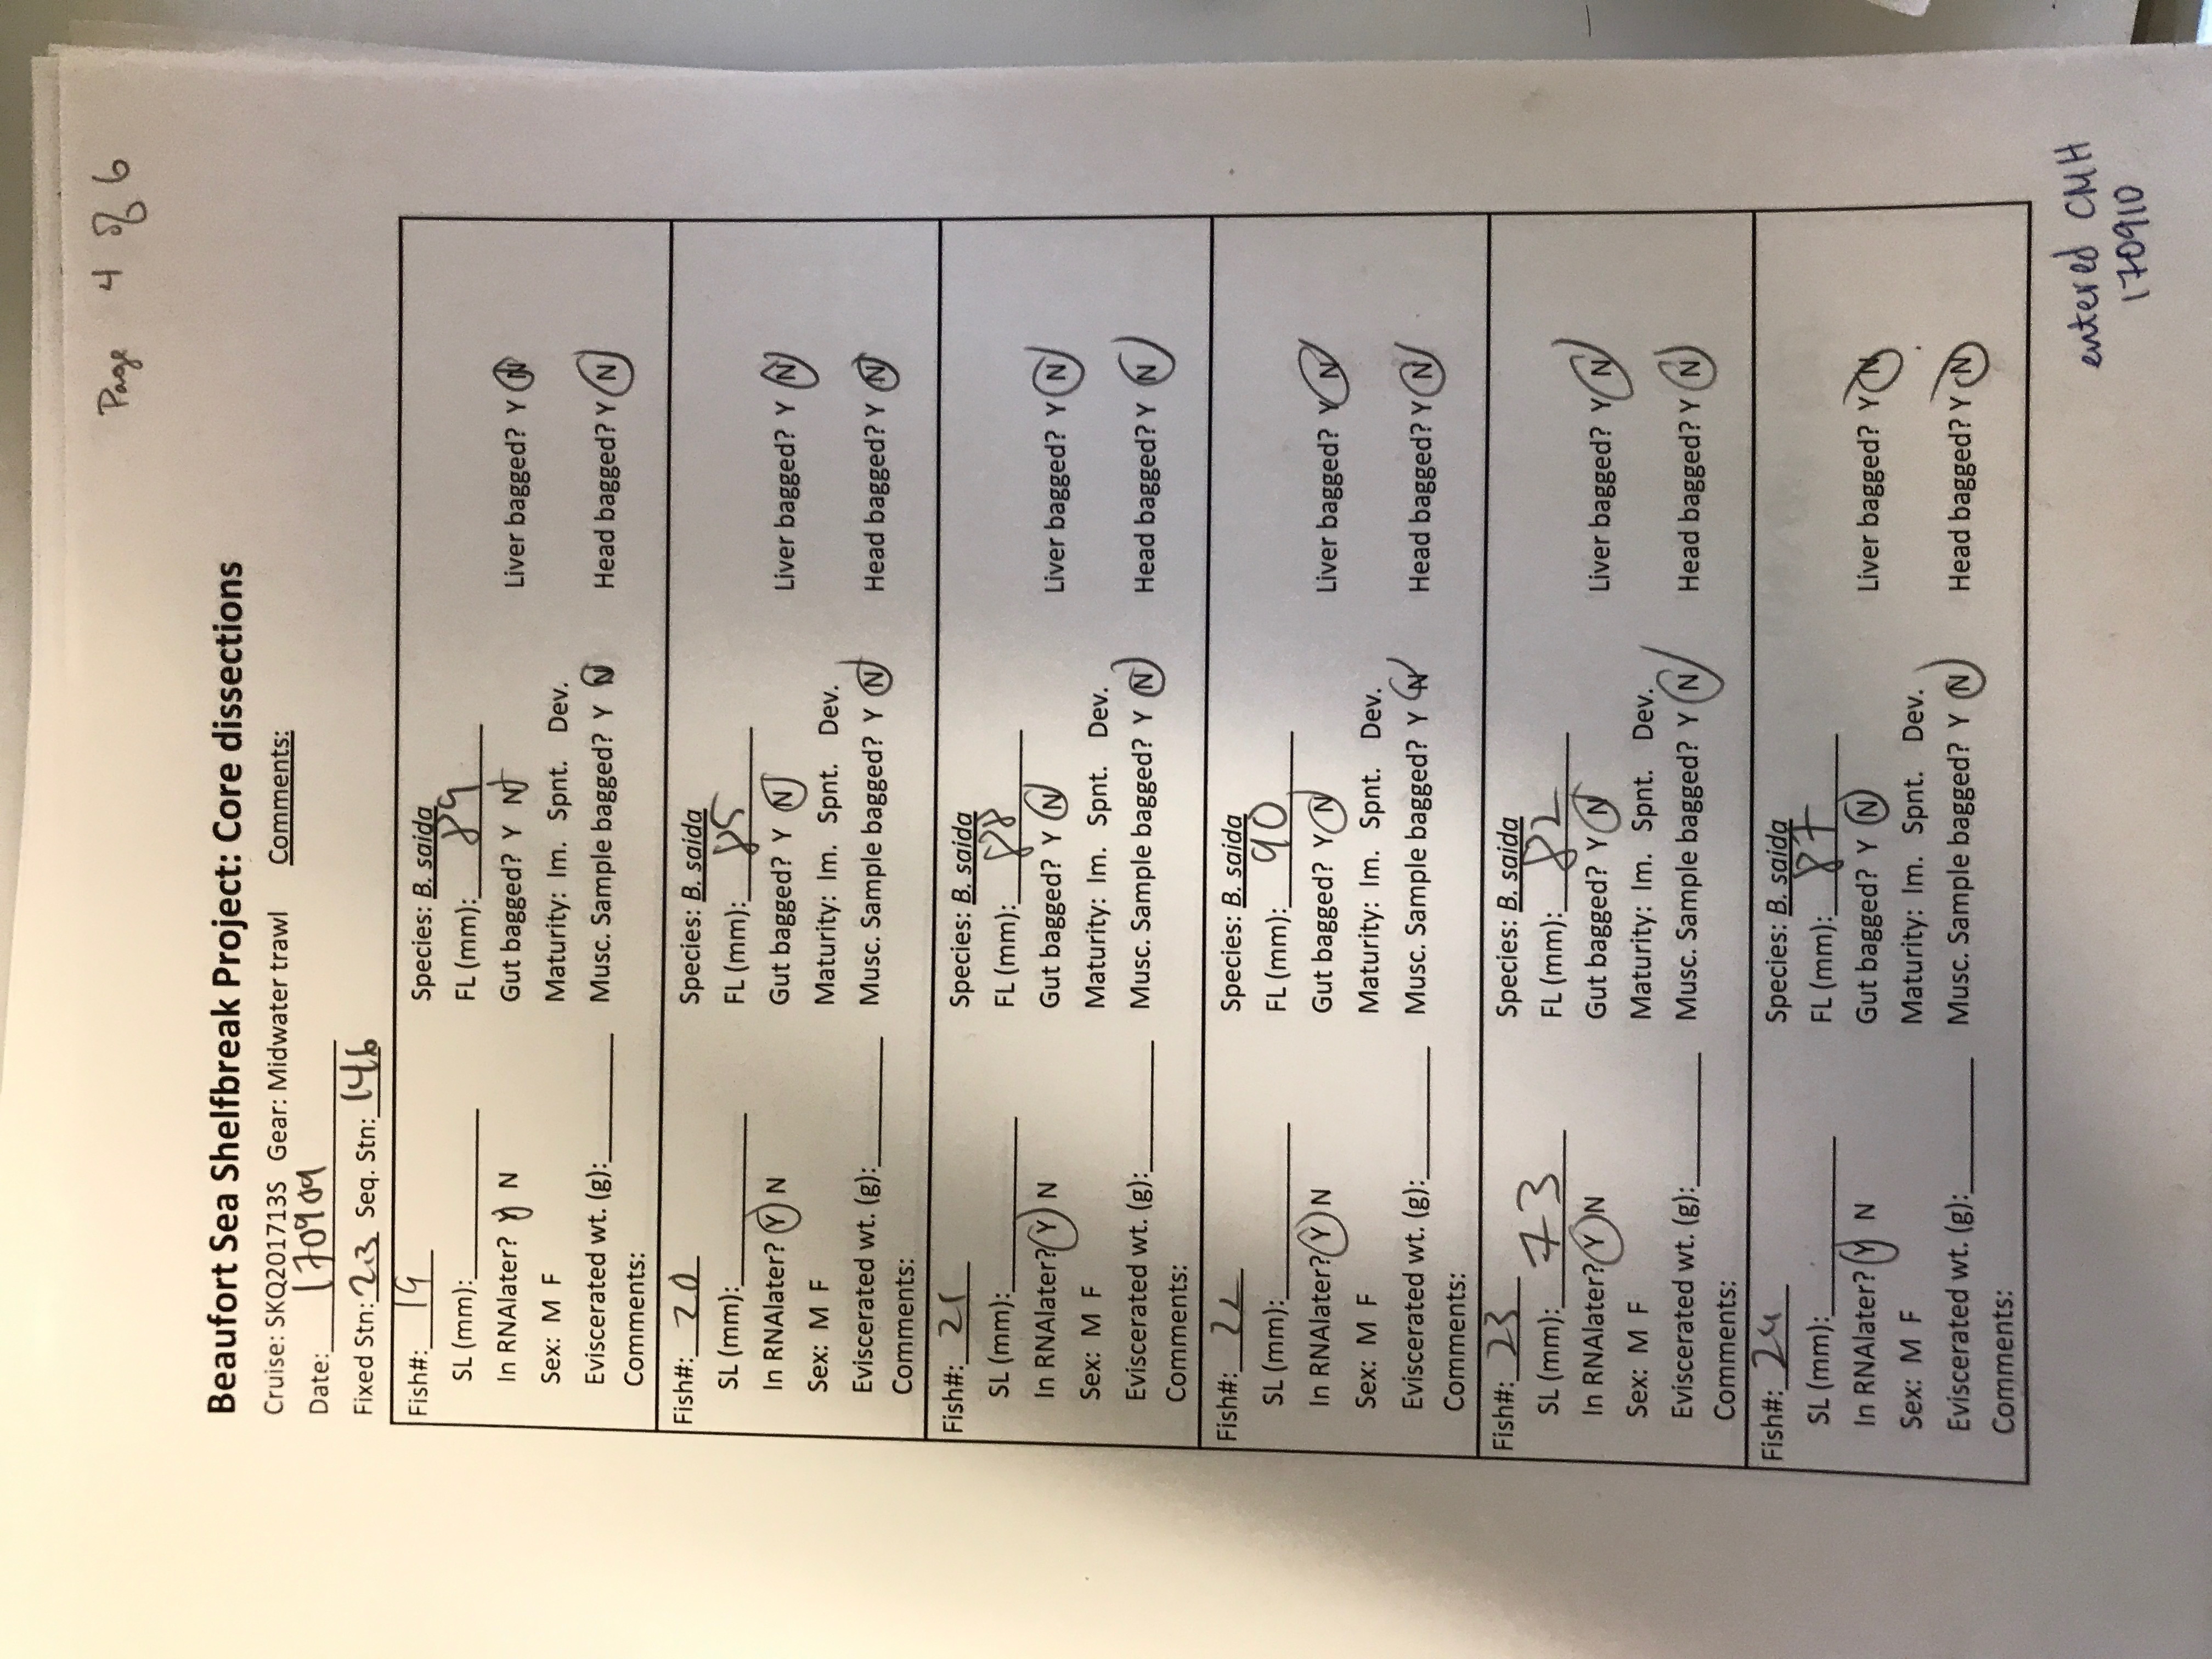 Page 4 of 6
Beaufort Sea Shelfbreak Project: Core dissections
Cruise: SKQ201713S Gear: Midwater trawl Comments:
Date: 170909
Fixed Stn: 23 Seq. Stn: 146
Fish#: 19 Species: B. saida
SL (mm): FL (mm): 89
In RNAlater? Y N Gut bagged? Y N Liver bagged? Y N
Sex: M F Maturity: Im. Spnt. Dev.
Eviscerated wt. (g): Musc. Sample bagged? Y N Head bagged? Y N
Comments:
Fish#: 20 Species: B. saida
SL (mm): FL (mm): 85
In RNAlater? Y N Gut bagged? Y N Liver bagged? Y N
Sex: M F Maturity: Im. Spnt. Dev.
Eviscerated wt. (g): Musc. Sample bagged? Y N Head bagged? Y N
Comments:
Fish#: 21 Species: B. saida
SL (mm): FL (mm): 88
In RNAlater? Y N Gut bagged? Y N Liver bagged? Y N
Sex: M F Maturity: Im. Spnt. Dev.
Eviscerated wt. (g): Musc. Sample bagged? Y N Head bagged? Y N
Comments:
Fish#: 22 Species: B. saida
SL (mm): FL (mm): 90
In RNAlater? Y N Gut bagged? Y N Liver bagged? Y N
Sex: M F Maturity: Im. Spnt. Dev.
Eviscerated wt. (g): Musc. Sample bagged? Y N Head bagged? Y N
Comments:
Fish#: 23 Species: B. saida
SL (mm): 73 FL (mm): 82
In RNAlater? Y N Gut bagged? Y N Liver bagged? Y N
Sex: M F Maturity: Im. Spnt. Dev.
Eviscerated wt. (g): Musc. Sample bagged? Y N Head bagged? Y N
Comments:
Fish#: 24 Species: B. saida
SL (mm): FL (mm): 87
In RNAlater? Y N Gut bagged? Y N Liver bagged? Y N
Sex: M F Maturity: Im. Spnt. Dev.
Eviscerated wt. (g): Musc. Sample bagged? Y N Head bagged? Y N
Comments:
entered CMH
170910